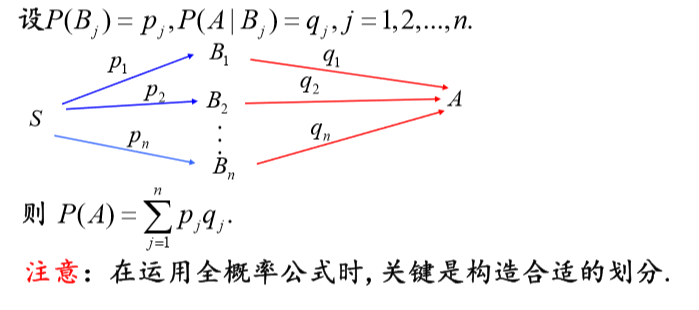 设P(B_j) = p_j, P(A | B_j) = q_j, j = 1, 2, ..., n.
p_1 B_1 q_1
p_2 B_2 q_2
S A
⋮
p_n B_n q_n
则 P(A) = \sum_{j=1}^{n} p_j q_j.
注意：在运用全概率公式时, 关键是构造合适的划分.